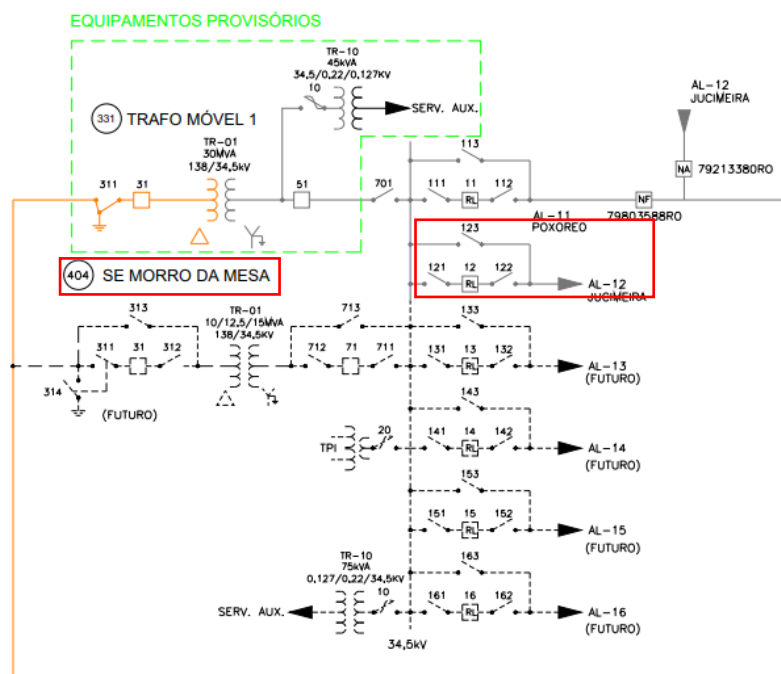 EQUIPAMENTOS PROVISÓRIOS
TR-10
45kVA
34.5/0.22/0.127KV
10
SERV. AUX.
331 TRAFO MÓVEL 1
TR-01
30MVA
138/34.5kV
311 31
51
701
AL-12
JUCIMEIRA
NA 79213380RO
113
111 11 112
RL
NF
79803588RO
AL-11
POXOREO
123
121 12 122
RL
AL-12
JUCIMEIRA
404 SE MORRO DA MESA
TR-01
10/12.5/15MVA
138/34.5KV
313
311 31 312
314
(FUTURO)
713
712 71 711
133
131 13 132
RL
AL-13
(FUTURO)
143
TPI
20
141 14 142
RL
AL-14
(FUTURO)
153
151 15 152
RL
AL-15
(FUTURO)
TR-10
75kVA
0.127/0.22/34.5KV
10
SERV. AUX.
163
161 16 162
RL
AL-16
(FUTURO)
34,5kV